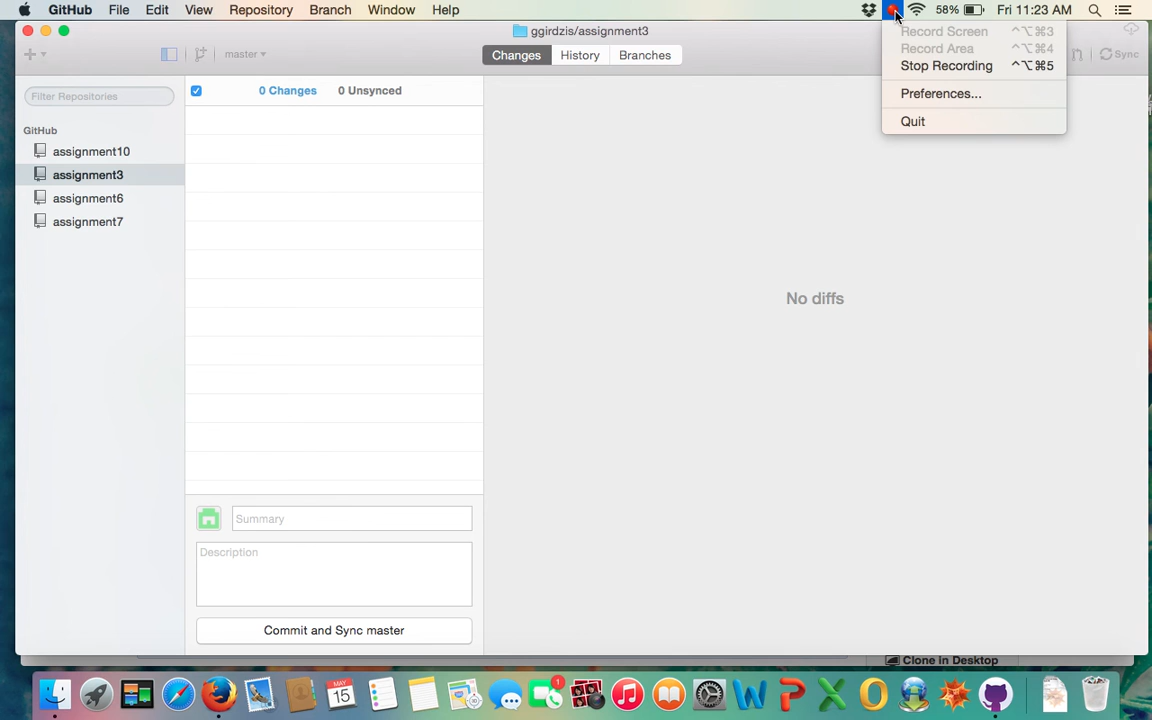 GitHub File Edit View Repository Branch Window Help 58% Fri 11:23 AM
ggirdzis/assignment3
master Changes History Branches Sync
Record Screen ^⌥⌘3
Record Area ^⌥⌘4
Stop Recording ^⌥⌘5
Preferences...
Quit
Filter Repositories
0 Changes 0 Unsynced
GitHub
assignment10
assignment3
assignment6
assignment7
No diffs
Summary
Description
Commit and Sync master
Clone in Desktop
MAY
15
1